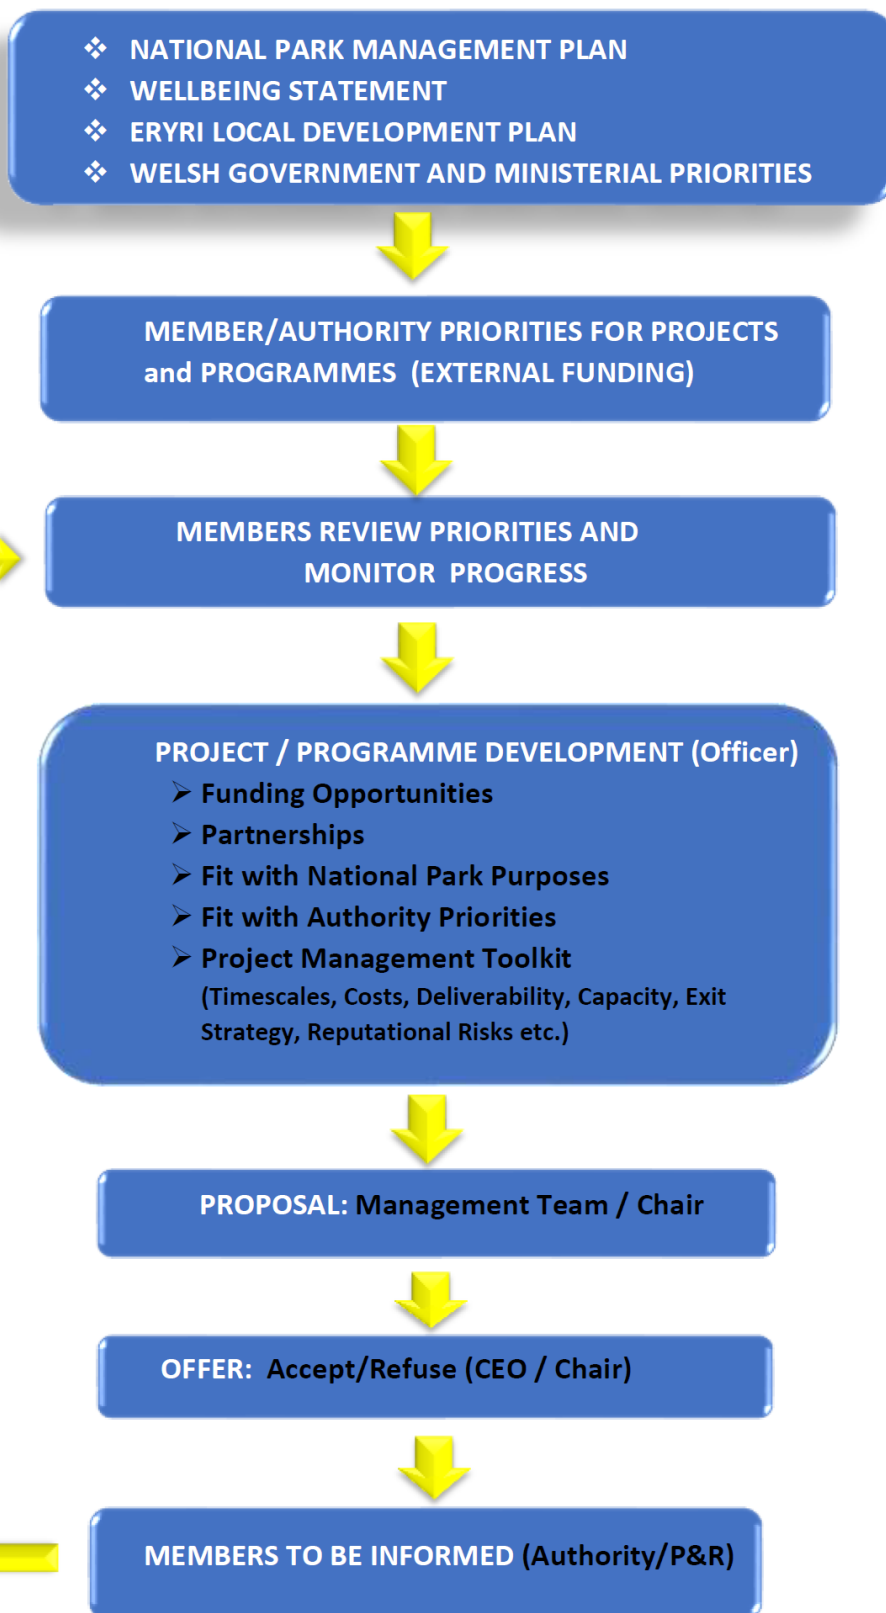 ❖ NATIONAL PARK MANAGEMENT PLAN
❖ WELLBEING STATEMENT
❖ ERYRI LOCAL DEVELOPMENT PLAN
❖ WELSH GOVERNMENT AND MINISTERIAL PRIORITIES
MEMBER/AUTHORITY PRIORITIES FOR PROJECTS
and PROGRAMMES (EXTERNAL FUNDING)
MEMBERS REVIEW PRIORITIES AND
MONITOR PROGRESS
PROJECT / PROGRAMME DEVELOPMENT (Officer)
➢ Funding Opportunities
➢ Partnerships
➢ Fit with National Park Purposes
➢ Fit with Authority Priorities
➢ Project Management Toolkit
(Timescales, Costs, Deliverability, Capacity, Exit
Strategy, Reputational Risks etc.)
PROPOSAL: Management Team / Chair
OFFER: Accept/Refuse (CEO / Chair)
MEMBERS TO BE INFORMED (Authority/P&R)